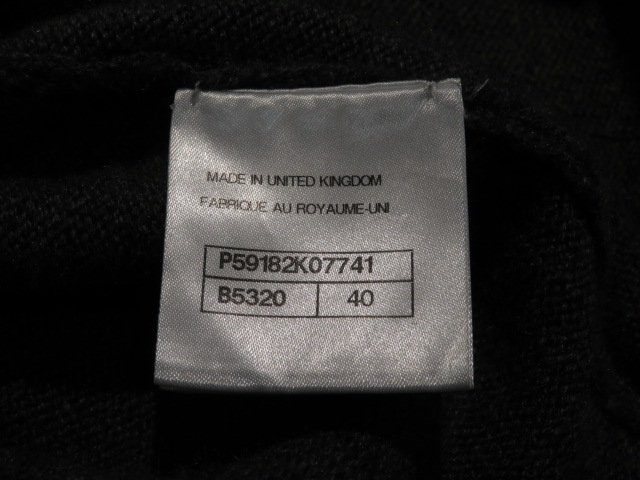 MADE IN UNITED KINGDOM
FABRIQUE AU ROYAUME-UNI
P59182K07741
B5320 40